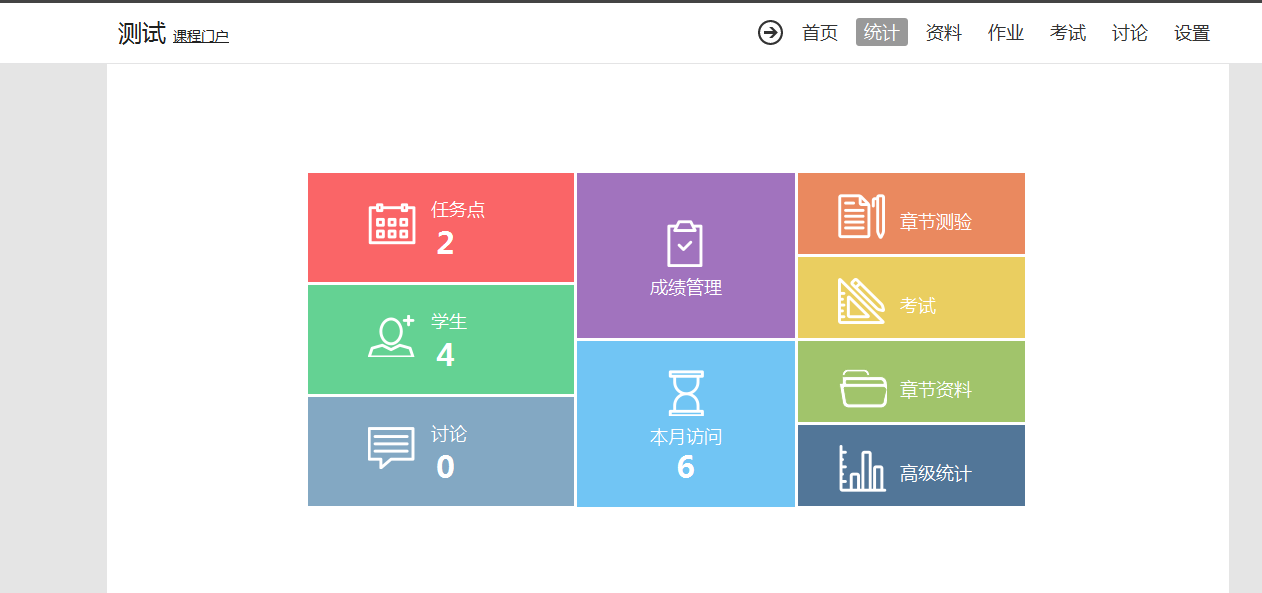 测试 课程门户
首页 统计 资料 作业 考试 讨论 设置
任务点
2
学生
4
讨论
0
成绩管理
本月访问
6
章节测验
考试
章节资料
高级统计